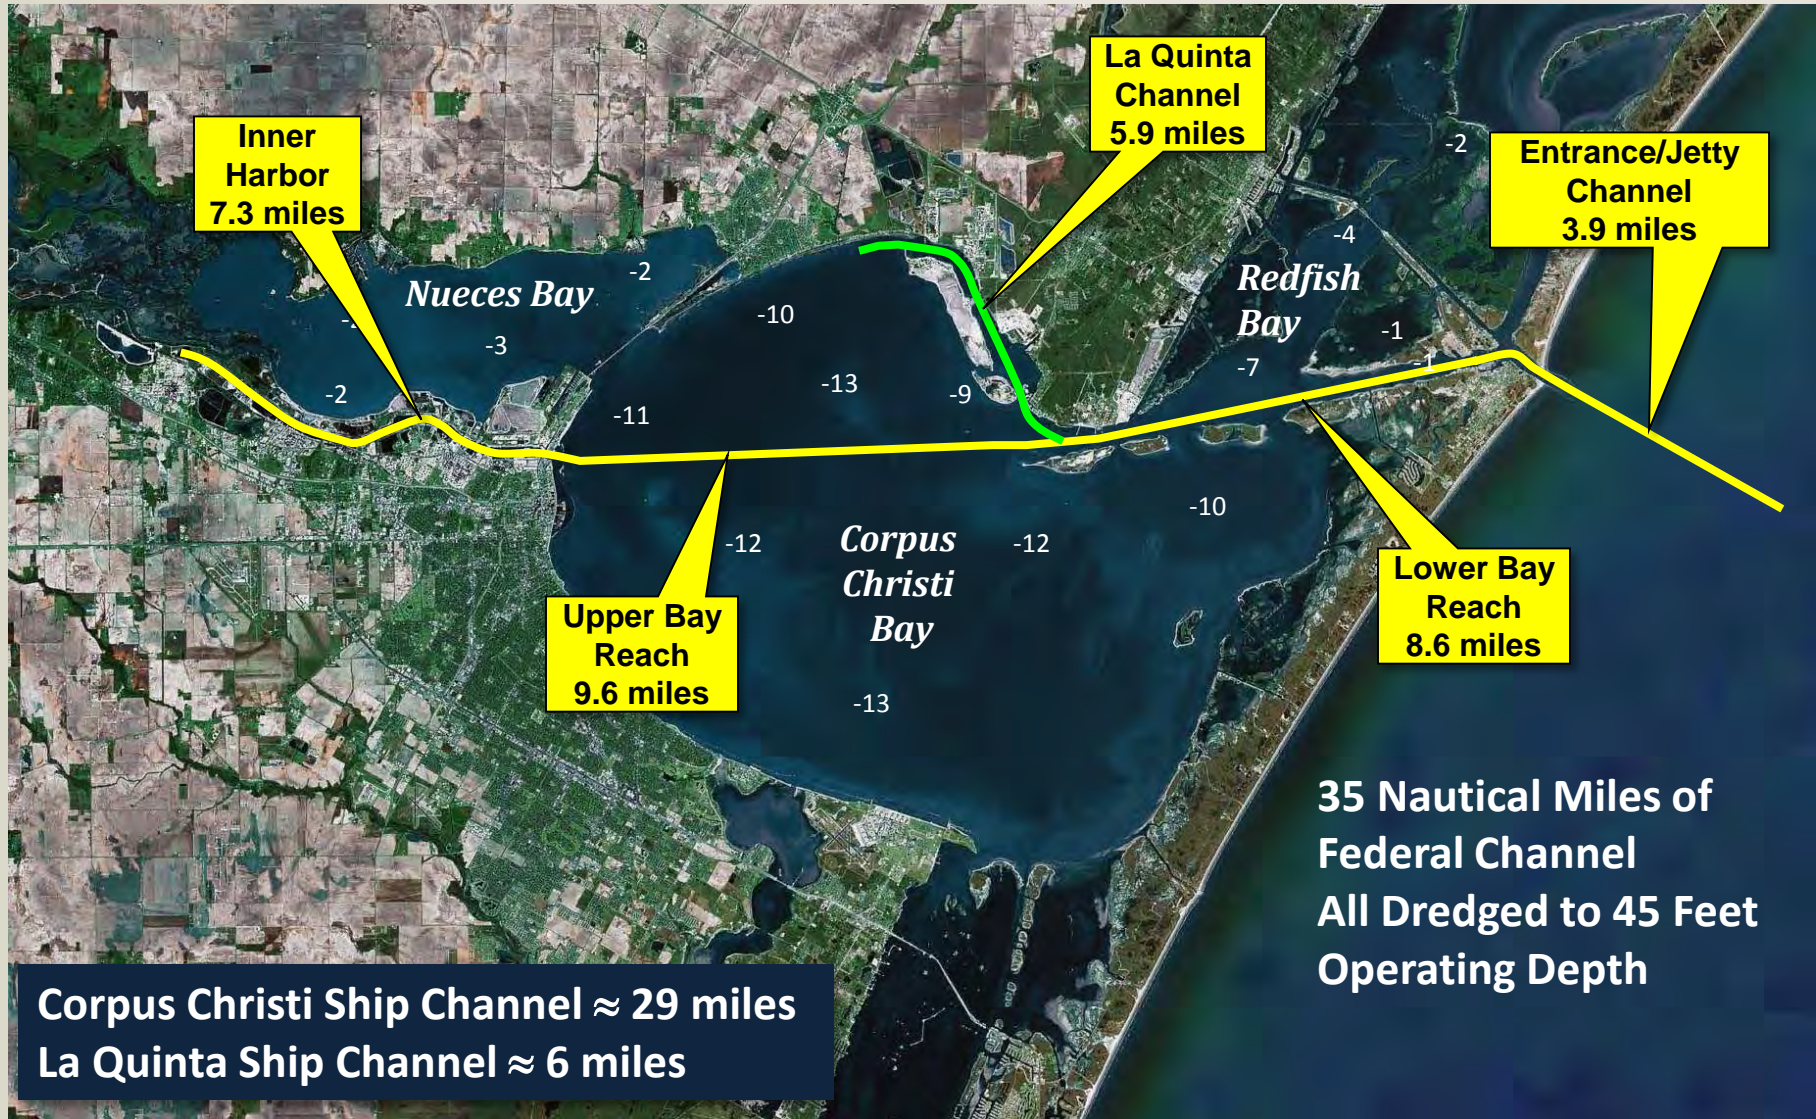 La Quinta
Channel
5.9 miles
Inner
Harbor
7.3 miles
Entrance/Jetty
Channel
3.9 miles
-2
-4
Redfish
Bay
-2
Nueces Bay
-10
-3
-1
-1
-7
-13
-9
-2
-11
-10
-12
Corpus
Christi
Bay
-12
Lower Bay
Reach
8.6 miles
Upper Bay
Reach
9.6 miles
-13
35 Nautical Miles of
Federal Channel
All Dredged to 45 Feet
Operating Depth
Corpus Christi Ship Channel ≈ 29 miles
La Quinta Ship Channel ≈ 6 miles